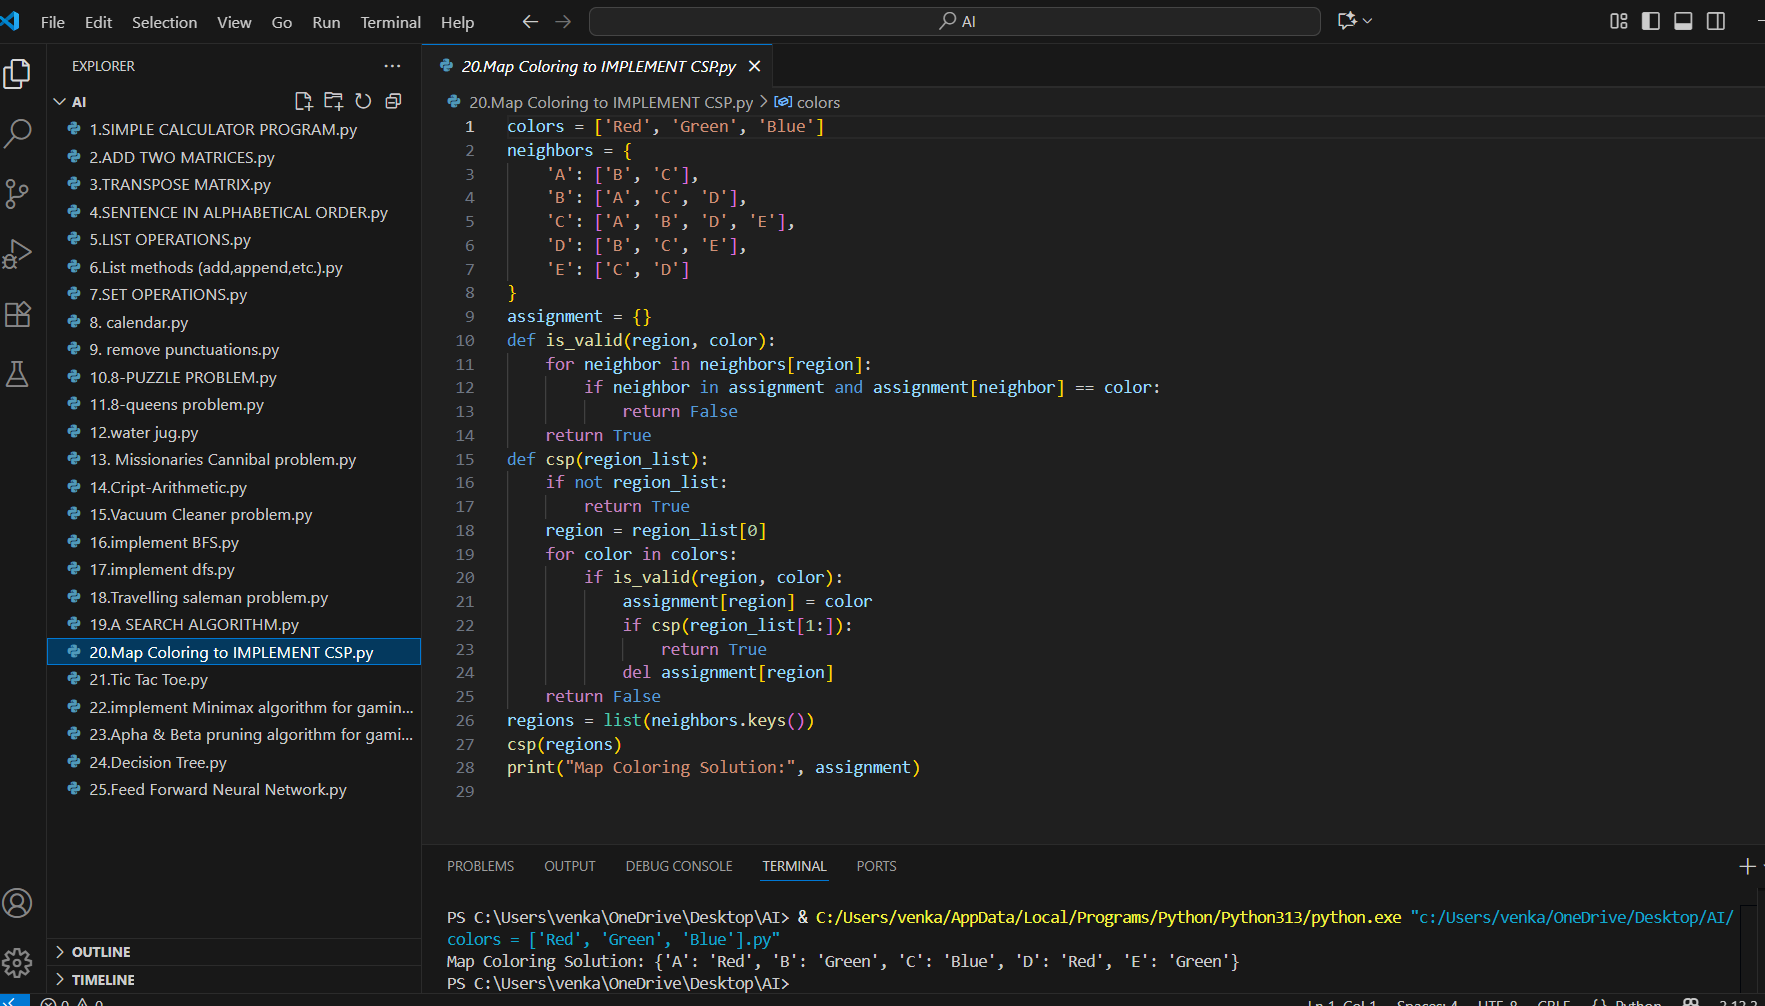 File Edit Selection View Go Run Terminal Help
AI
EXPLORER
AI
1.SIMPLE CALCULATOR PROGRAM.py
2.ADD TWO MATRICES.py
3.TRANSPOSE MATRIX.py
4.SENTENCE IN ALPHABETICAL ORDER.py
5.LIST OPERATIONS.py
6.List methods (add,append,etc.).py
7.SET OPERATIONS.py
8. calendar.py
9. remove punctuations.py
10.8-PUZZLE PROBLEM.py
11.8-queens problem.py
12.water jug.py
13. Missionaries Cannibal problem.py
14.Cript-Arithmetic.py
15.Vacuum Cleaner problem.py
16.implement BFS.py
17.implement dfs.py
18.Travelling saleman problem.py
19.A SEARCH ALGORITHM.py
20.Map Coloring to IMPLEMENT CSP.py
21.Tic Tac Toe.py
22.implement Minimax algorithm for gamin...
23.Apha & Beta pruning algorithm for gami...
24.Decision Tree.py
25.Feed Forward Neural Network.py
OUTLINE
TIMELINE
20.Map Coloring to IMPLEMENT CSP.py
20.Map Coloring to IMPLEMENT CSP.py > colors
1 colors = ['Red', 'Green', 'Blue']
2 neighbors = {
3     'A': ['B', 'C'],
4     'B': ['A', 'C', 'D'],
5     'C': ['A', 'B', 'D', 'E'],
6     'D': ['B', 'C', 'E'],
7     'E': ['C', 'D']
8 }
9 assignment = {}
10 def is_valid(region, color):
11     for neighbor in neighbors[region]:
12         if neighbor in assignment and assignment[neighbor] == color:
13             return False
14     return True
15 def csp(region_list):
16     if not region_list:
17         return True
18     region = region_list[0]
19     for color in colors:
20         if is_valid(region, color):
21             assignment[region] = color
22             if csp(region_list[1:]):
23                 return True
24             del assignment[region]
25     return False
26 regions = list(neighbors.keys())
27 csp(regions)
28 print("Map Coloring Solution:", assignment)
29
PROBLEMS OUTPUT DEBUG CONSOLE TERMINAL PORTS
PS C:\Users\venka\OneDrive\Desktop\AI> & C:/Users/venka/AppData/Local/Programs/Python/Python313/python.exe "c:/Users/venka/OneDrive/Desktop/AI/
colors = ['Red', 'Green', 'Blue'].py"
Map Coloring Solution: {'A': 'Red', 'B': 'Green', 'C': 'Blue', 'D': 'Red', 'E': 'Green'}
PS C:\Users\venka\OneDrive\Desktop\AI>
0 0 Ln 1, Col 1 Spaces: 4 UTF-8 CRLF {} Python